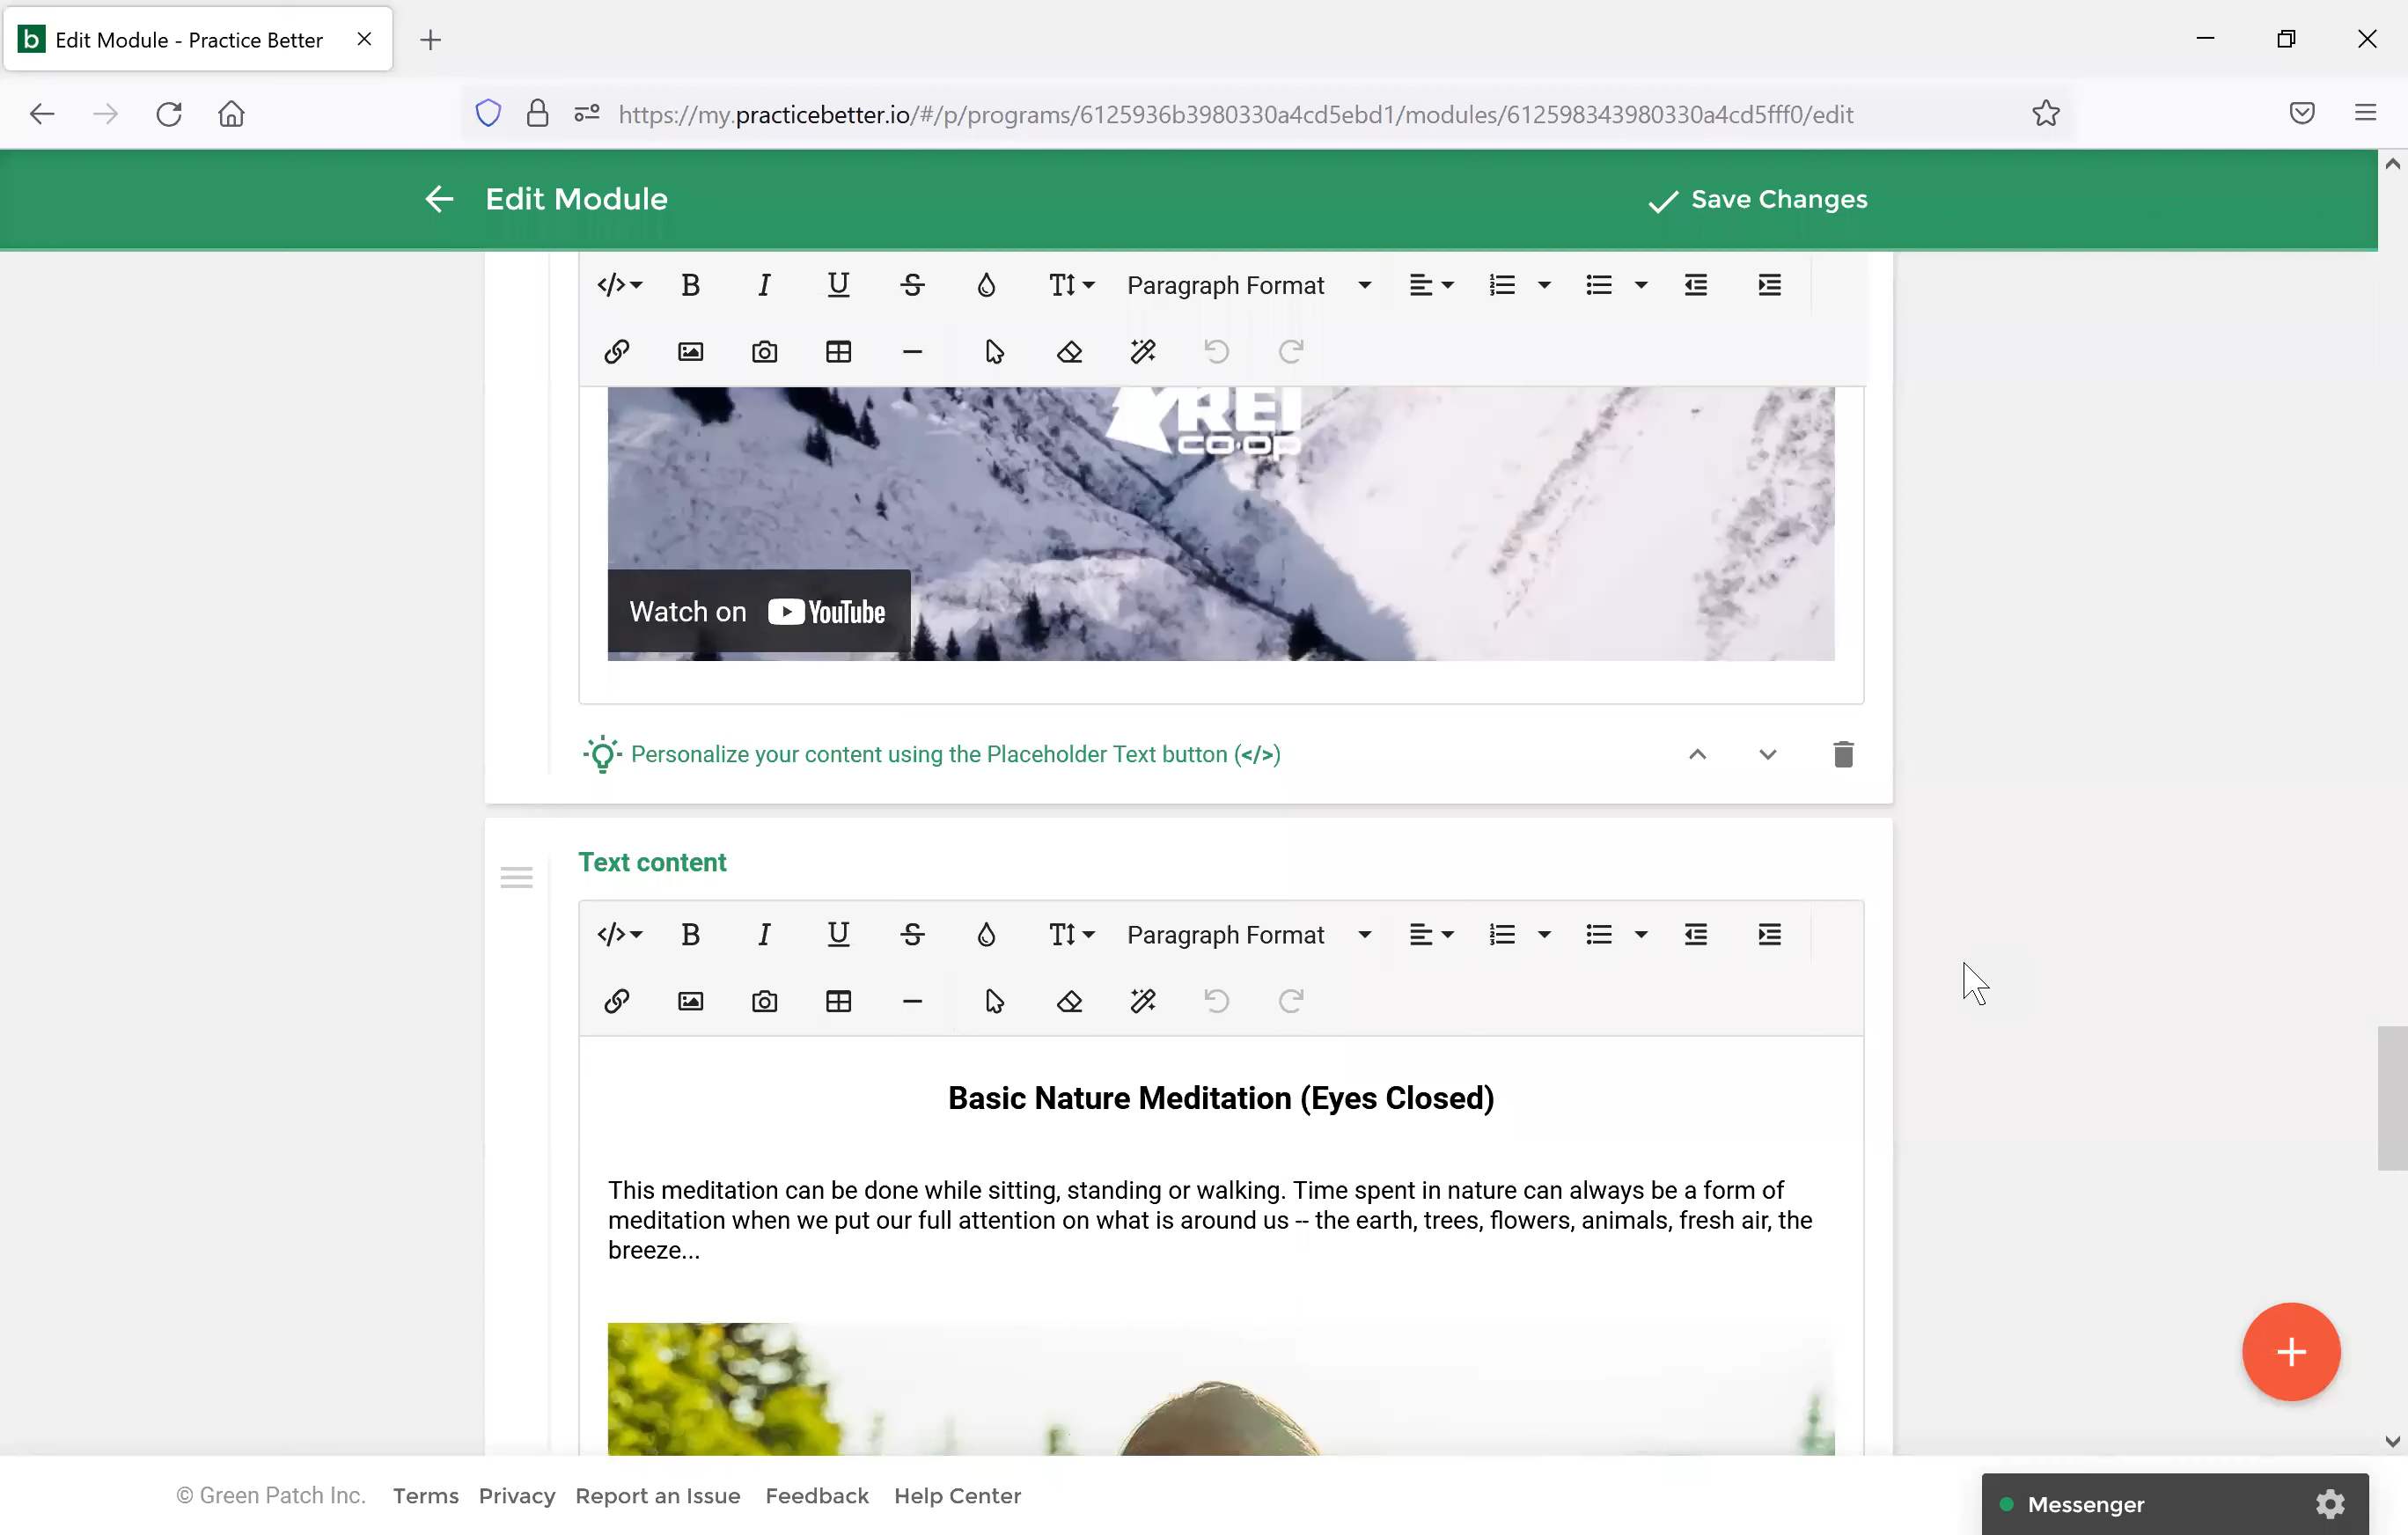 b Edit Module - Practice Better
https://my.practicebetter.io/#/p/programs/6125936b3980330a4cd5ebd1/modules/612598343980330a4cd5fff0/edit
Edit Module
Save Changes
</> B I U S T Paragraph Format
REI
CO·OP
Watch on YouTube
Personalize your content using the Placeholder Text button (</>)
Text content
</> B I U S T Paragraph Format
Basic Nature Meditation (Eyes Closed)
This meditation can be done while sitting, standing or walking. Time spent in nature can always be a form of
meditation when we put our full attention on what is around us -- the earth, trees, flowers, animals, fresh air, the
breeze...
© Green Patch Inc. Terms Privacy Report an Issue Feedback Help Center
Messenger